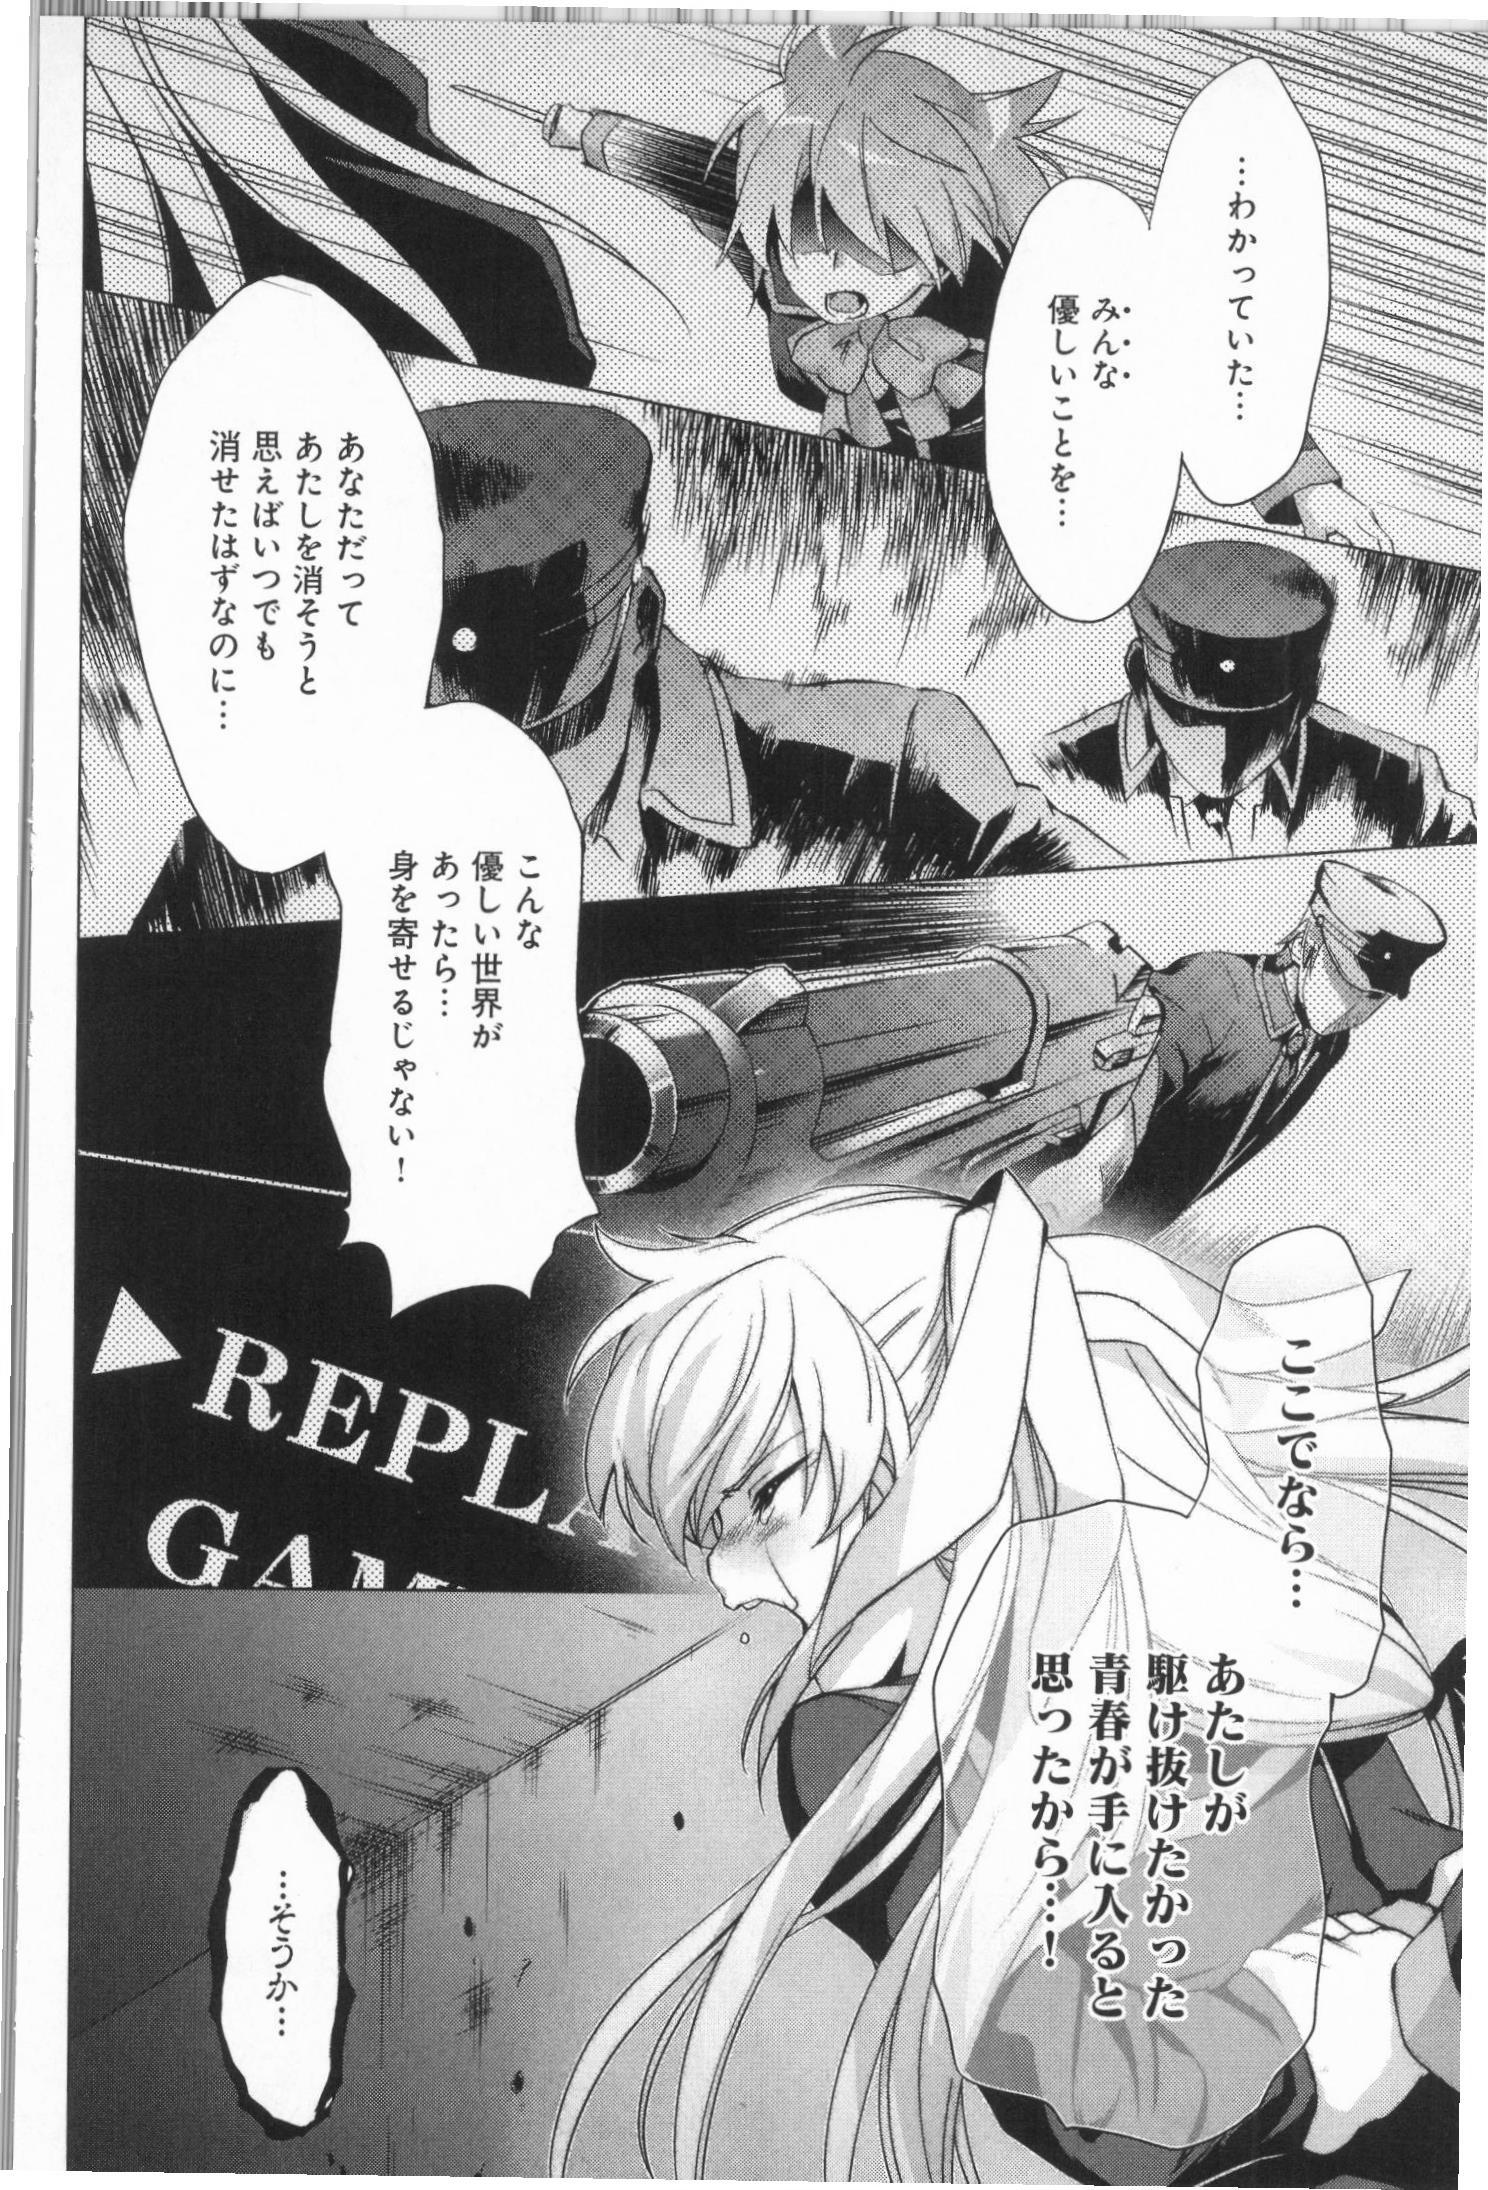 …わかっていた…
みんな
優しいことを…
あなただって
あたしを消そうと
思えばいつでも
消せたはずなのに…
こんな
優しい世界が
あったら…
身を寄せるじゃない！
▶REPLA
GAM
ここでなら…
あたしが
駆け抜けたかった
青春が手に入ると
思ったから…！
…そうか…